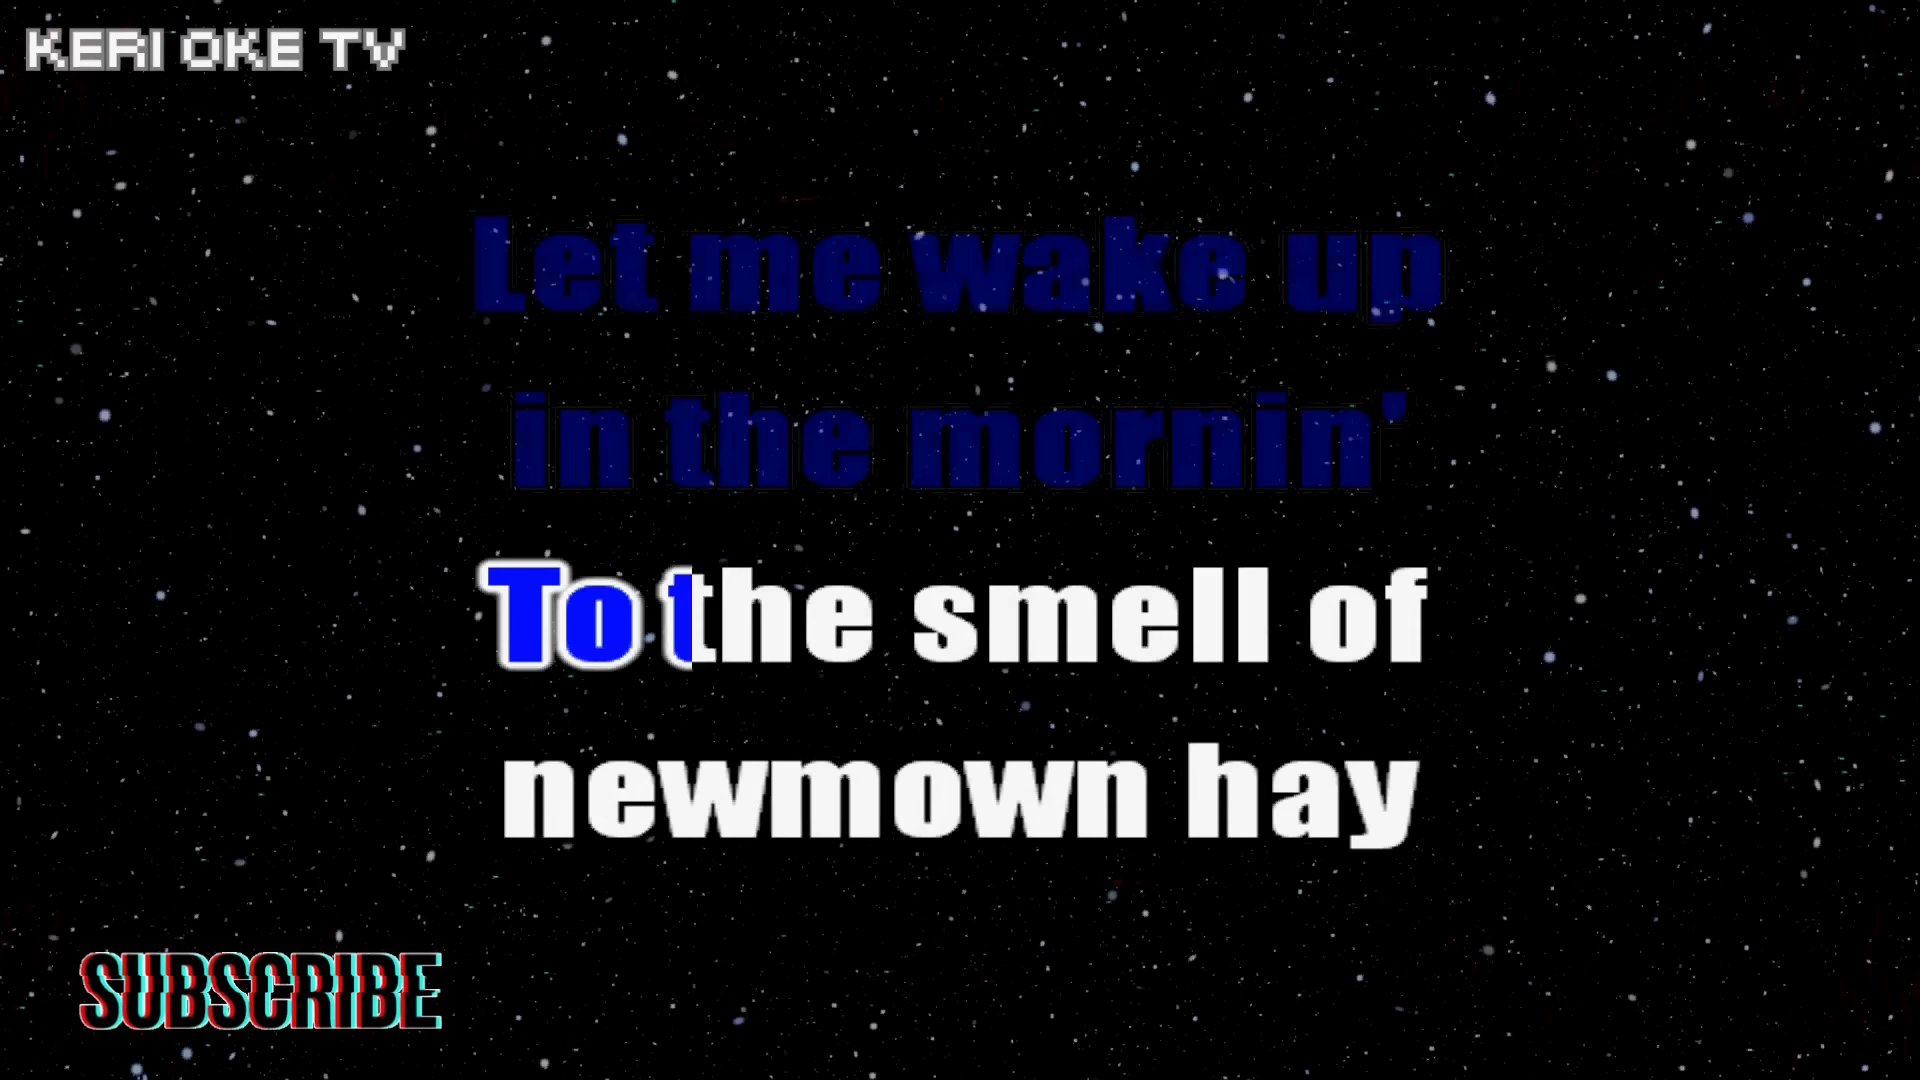 KERI OKE TV
Let me wake up
in the mornin'
To the smell of
newmown hay
SUBSCRIBE